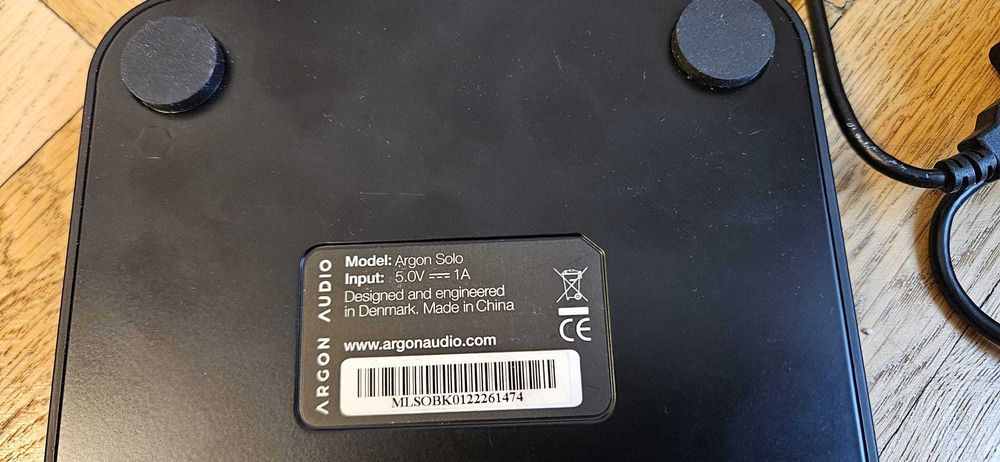 ARGON AUDIO
Model: Argon Solo
Input: 5.0V ⎓ 1A
Designed and engineered
in Denmark. Made in China
www.argonaudio.com
CE
MLSOBK0122261474